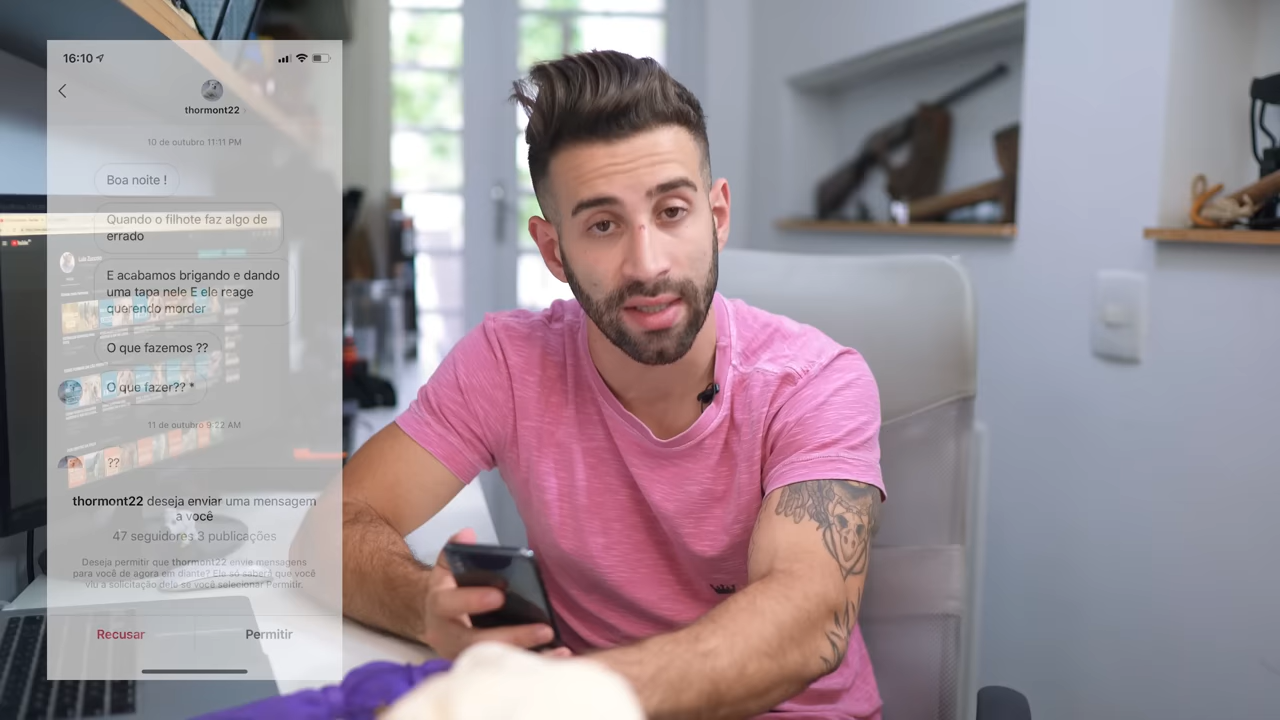 16:10
thormont22
10 de outubro 11:11 PM
Boa noite !
Quando o filhote faz algo de
errado
E acabamos brigando e dando
uma tapa nele E ele reage
querendo morder
O que fazemos ??
O que fazer?? *
11 de outubro 9:22 AM
??
thormont22 deseja enviar uma mensagem
a você
47 seguidores 3 publicações
Deseja permitir que thormont22 envie mensagens
para você de agora em diante? Ele só saberá que você
viu a solicitação dele se você selecionar Permitir.
Recusar
Permitir